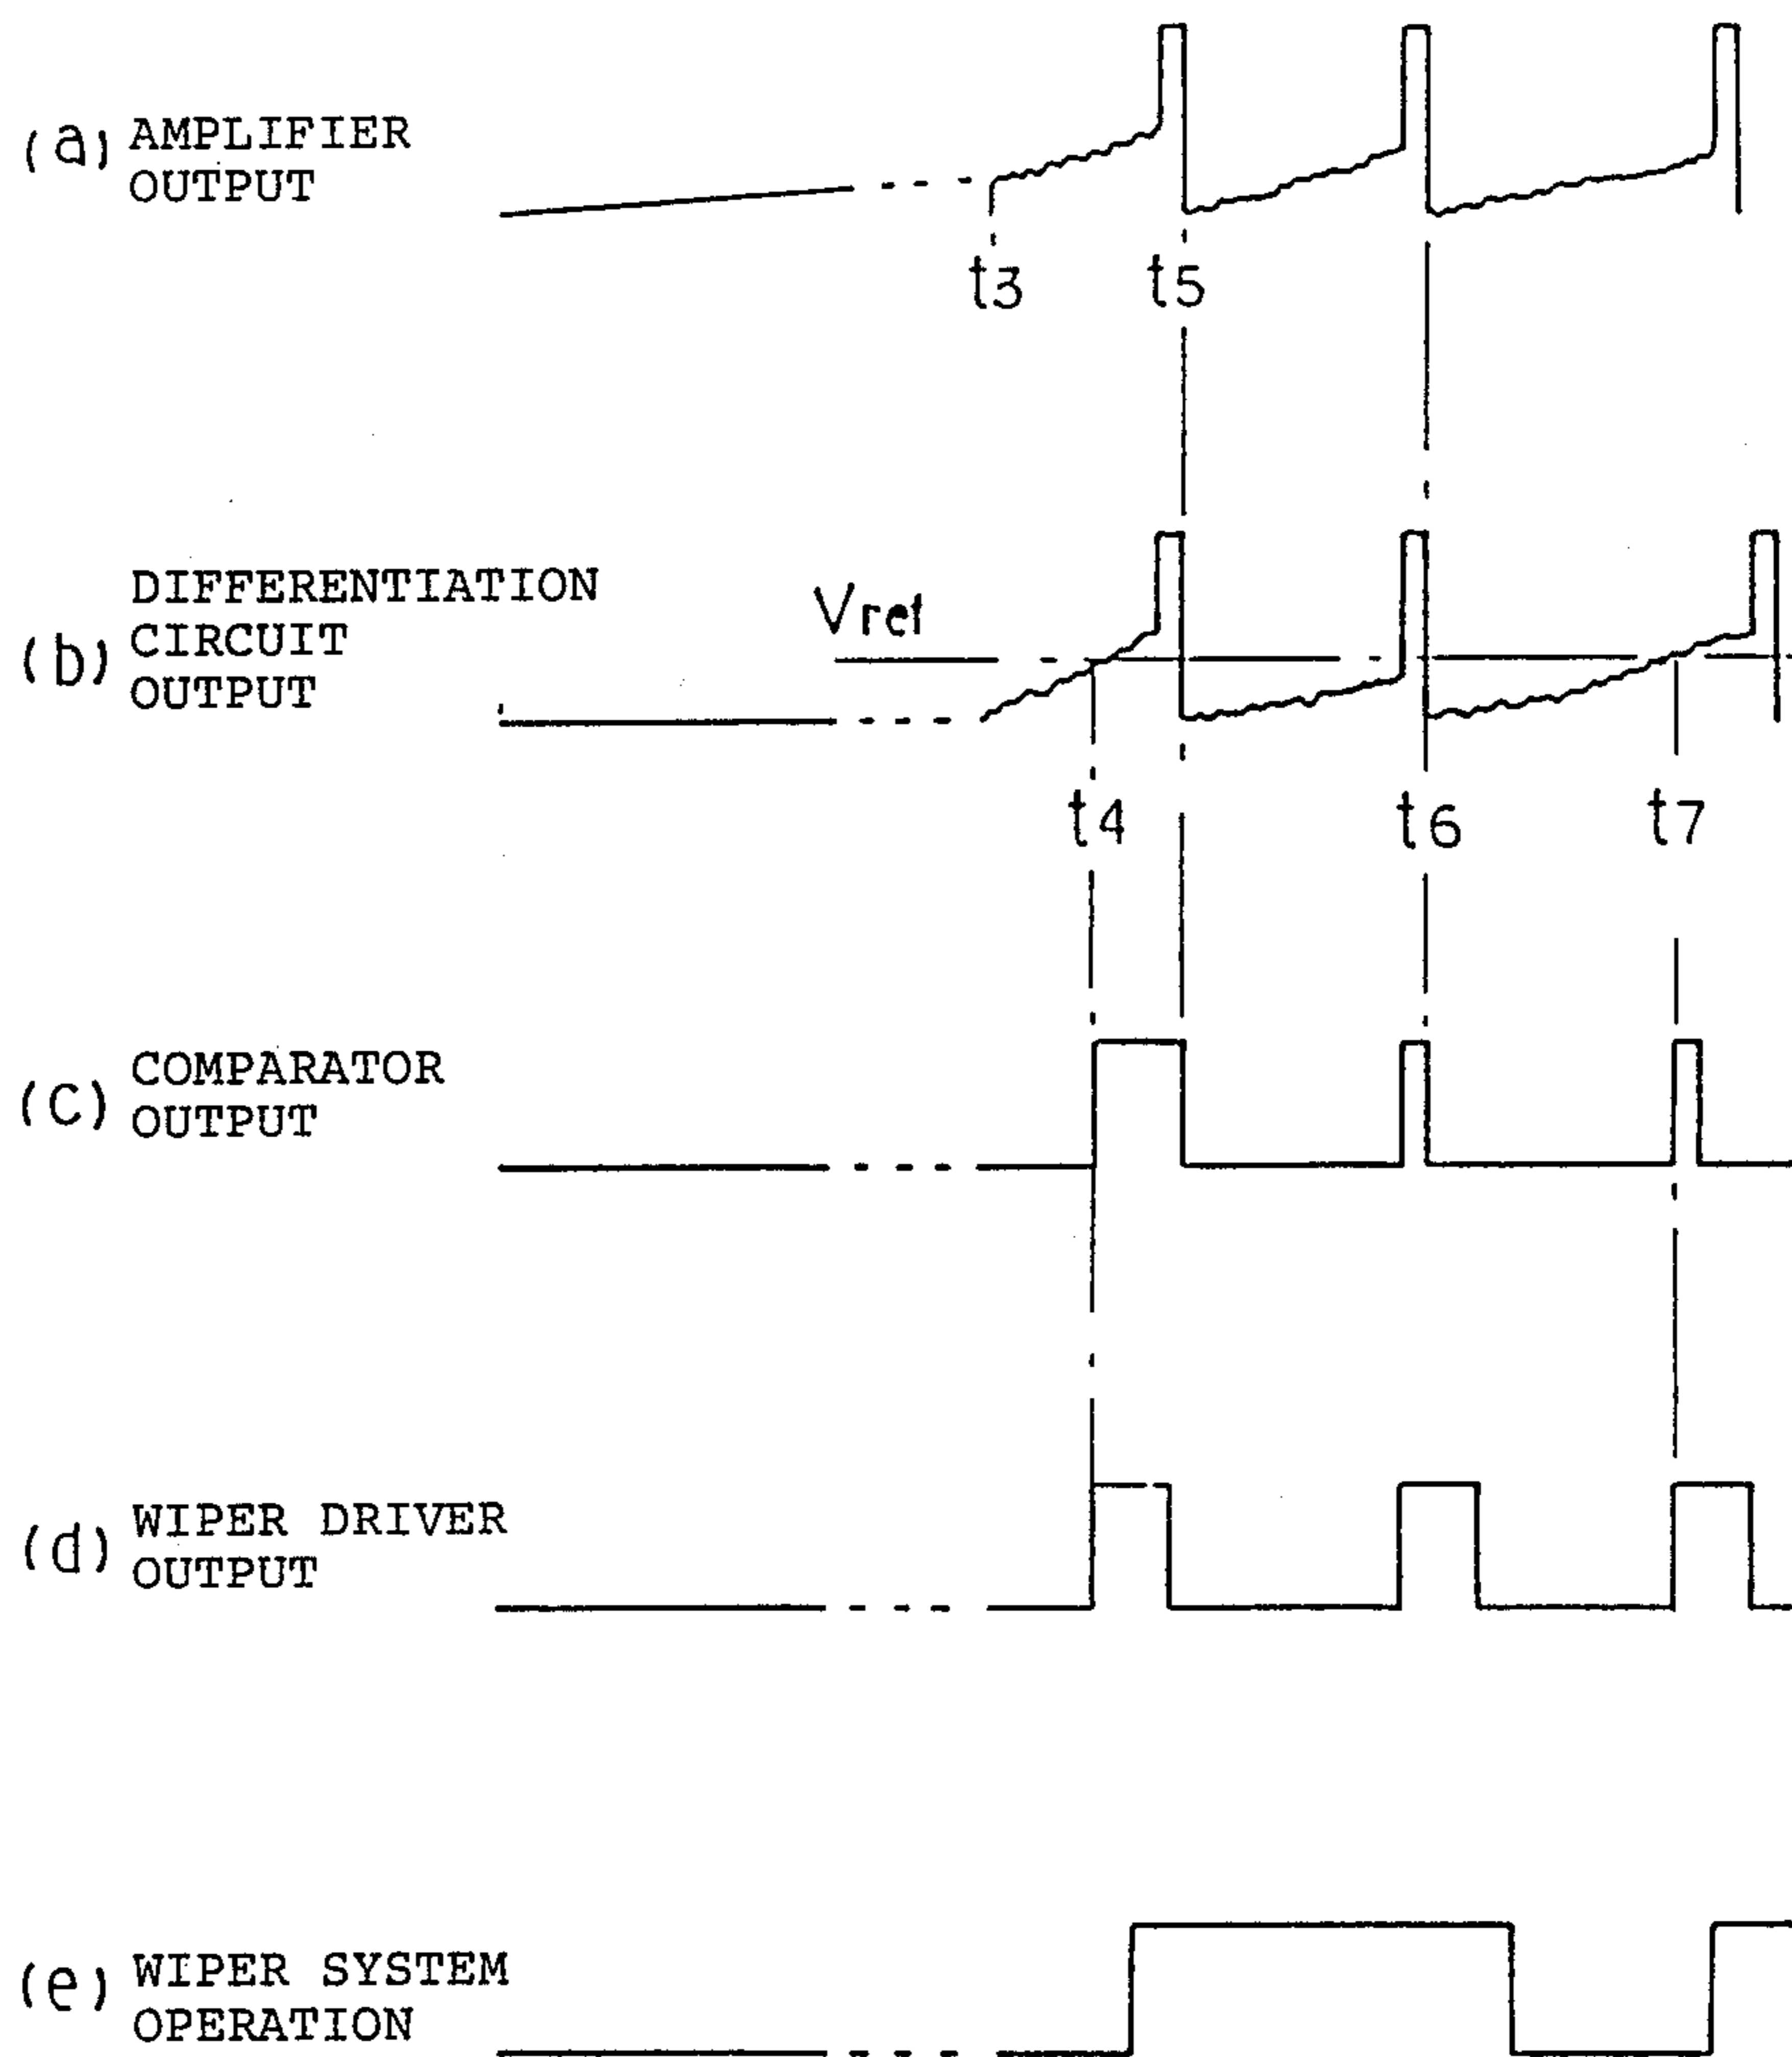 (a) AMPLIFIER
OUTPUT
t3
t5
(b) DIFFERENTIATION
CIRCUIT
OUTPUT
Vref
t4
t6
t7
(c) COMPARATOR
OUTPUT
(d) WIPER DRIVER
OUTPUT
(e) WIPER SYSTEM
OPERATION